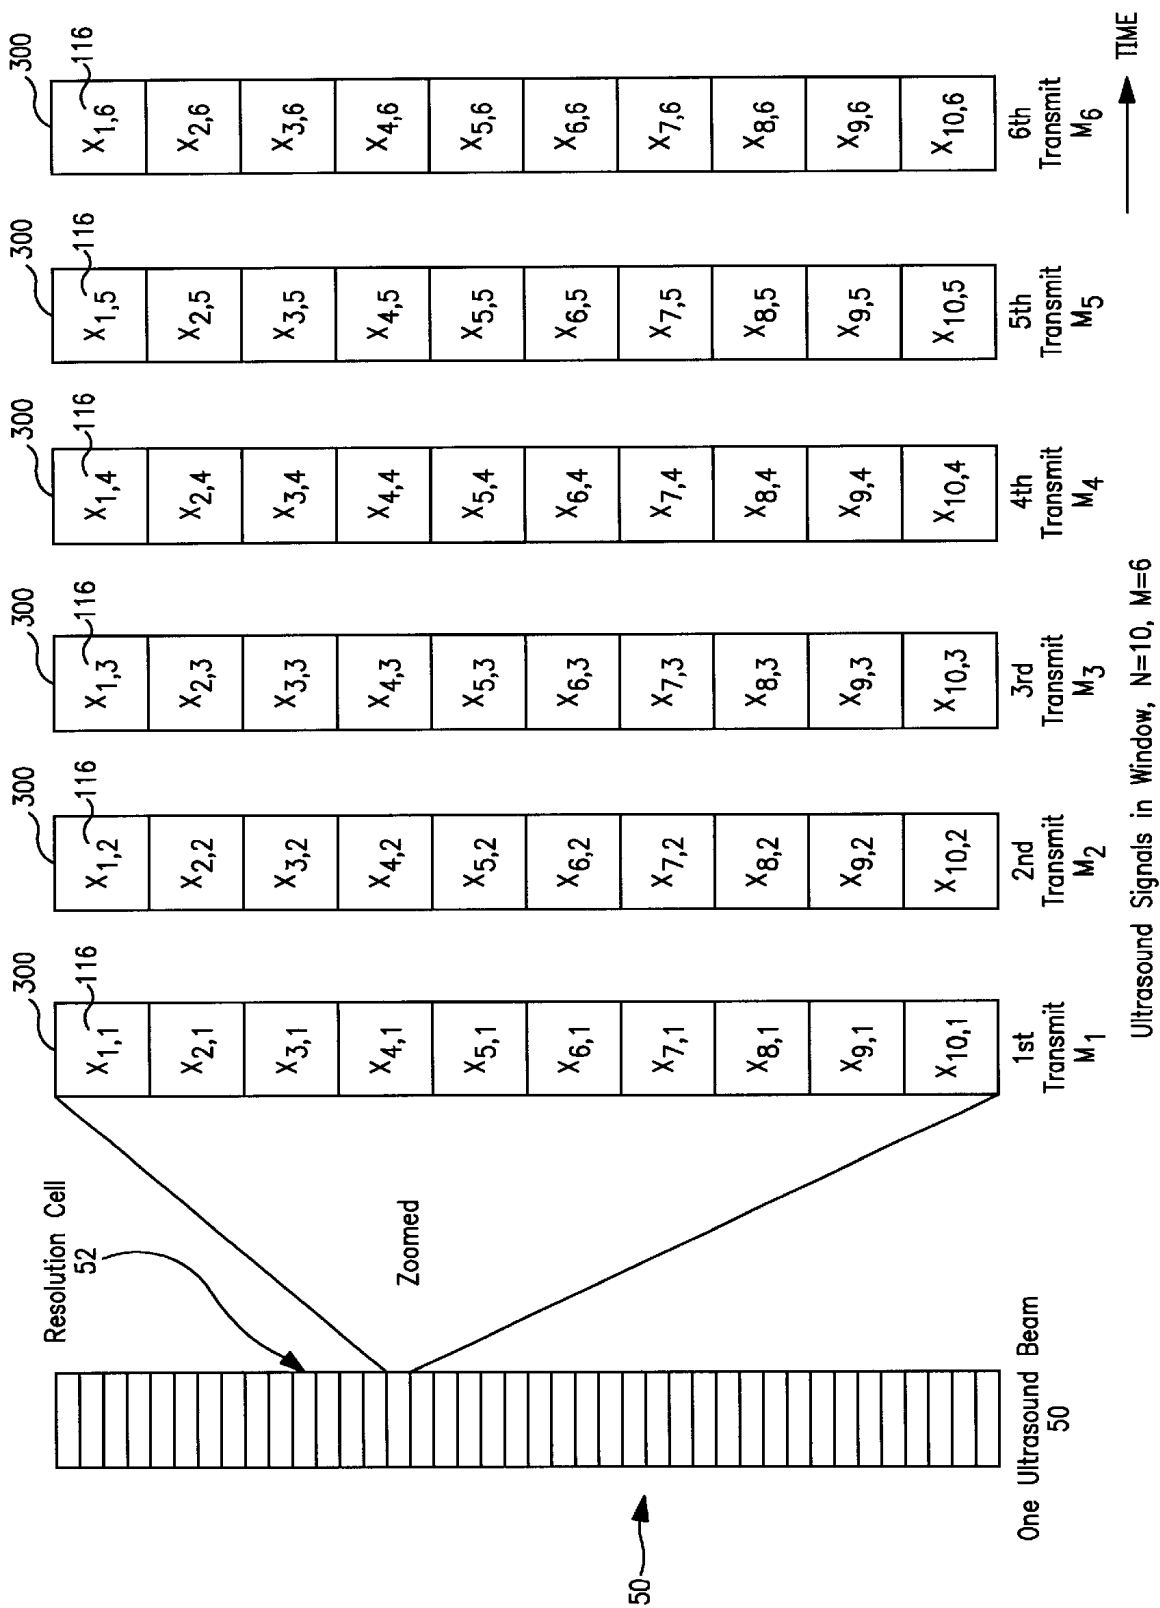 50
One Ultrasound Beam
50
Resolution Cell
52
Zoomed
300
116
X1,1
X2,1
X3,1
X4,1
X5,1
X6,1
X7,1
X8,1
X9,1
X10,1
1st
Transmit
M1
300
116
X1,2
X2,2
X3,2
X4,2
X5,2
X6,2
X7,2
X8,2
X9,2
X10,2
2nd
Transmit
M2
300
116
X1,3
X2,3
X3,3
X4,3
X5,3
X6,3
X7,3
X8,3
X9,3
X10,3
3rd
Transmit
M3
300
116
X1,4
X2,4
X3,4
X4,4
X5,4
X6,4
X7,4
X8,4
X9,4
X10,4
4th
Transmit
M4
300
116
X1,5
X2,5
X3,5
X4,5
X5,5
X6,5
X7,5
X8,5
X9,5
X10,5
5th
Transmit
M5
300
116
X1,6
X2,6
X3,6
X4,6
X5,6
X6,6
X7,6
X8,6
X9,6
X10,6
6th
Transmit
M6
TIME
Ultrasound Signals in Window, N=10, M=6